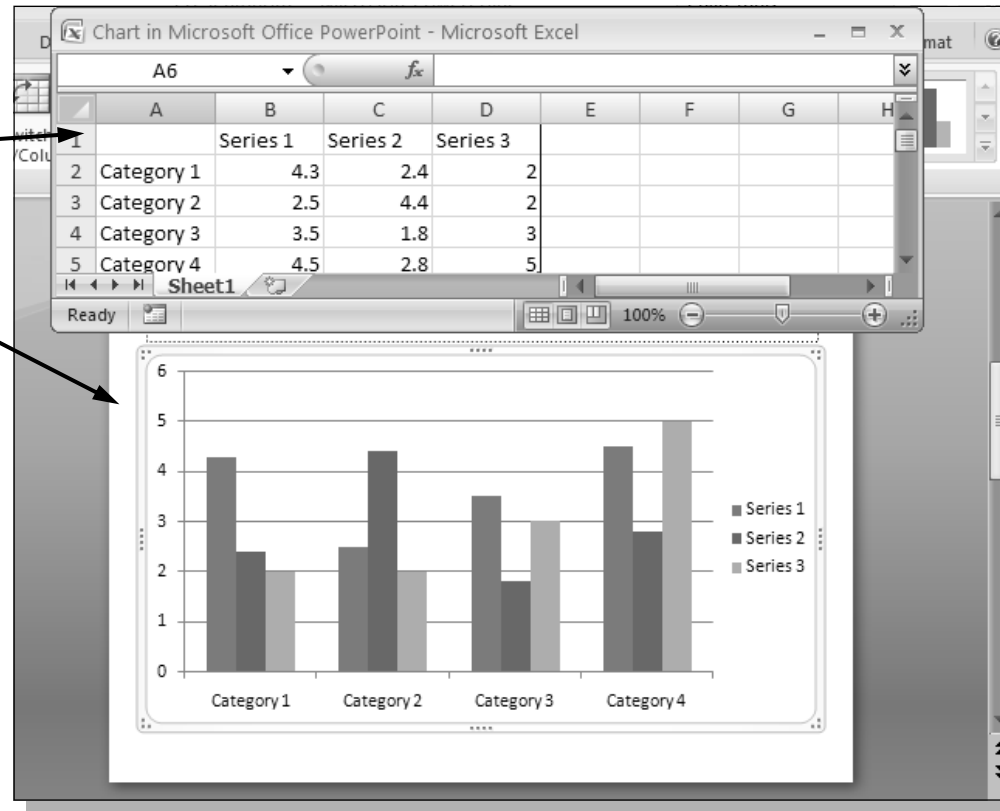 Chart in Microsoft Office PowerPoint - Microsoft Excel
mat
A6 fx
A B C D E F G H
1 Series 1 Series 2 Series 3
2 Category 1 4.3 2.4 2
3 Category 2 2.5 4.4 2
4 Category 3 3.5 1.8 3
5 Category 4 4.5 2.8 5
Sheet1
Ready 100%
6
5
4
3
2
1
0
Category 1 Category 2 Category 3 Category 4
Series 1
Series 2
Series 3